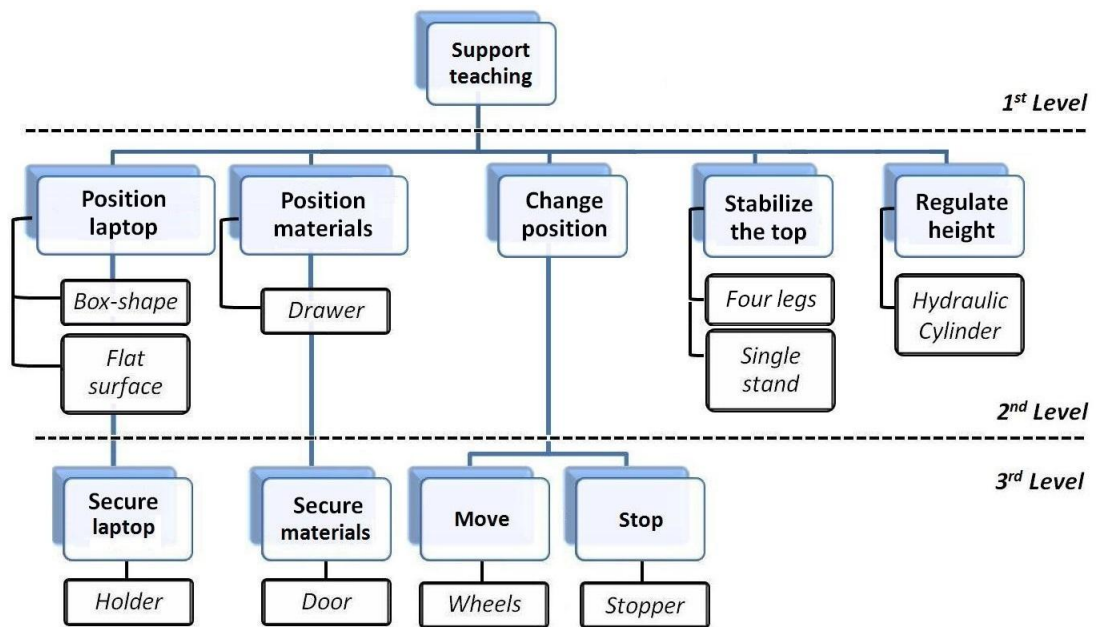 Support
teaching
1st Level
Position
laptop
Position
materials
Change
position
Stabilize
the top
Regulate
height
Box-shape
Drawer
Four legs
Hydraulic
Cylinder
Flat
surface
Single
stand
2nd Level
3rd Level
Secure
laptop
Secure
materials
Move
Stop
Holder
Door
Wheels
Stopper